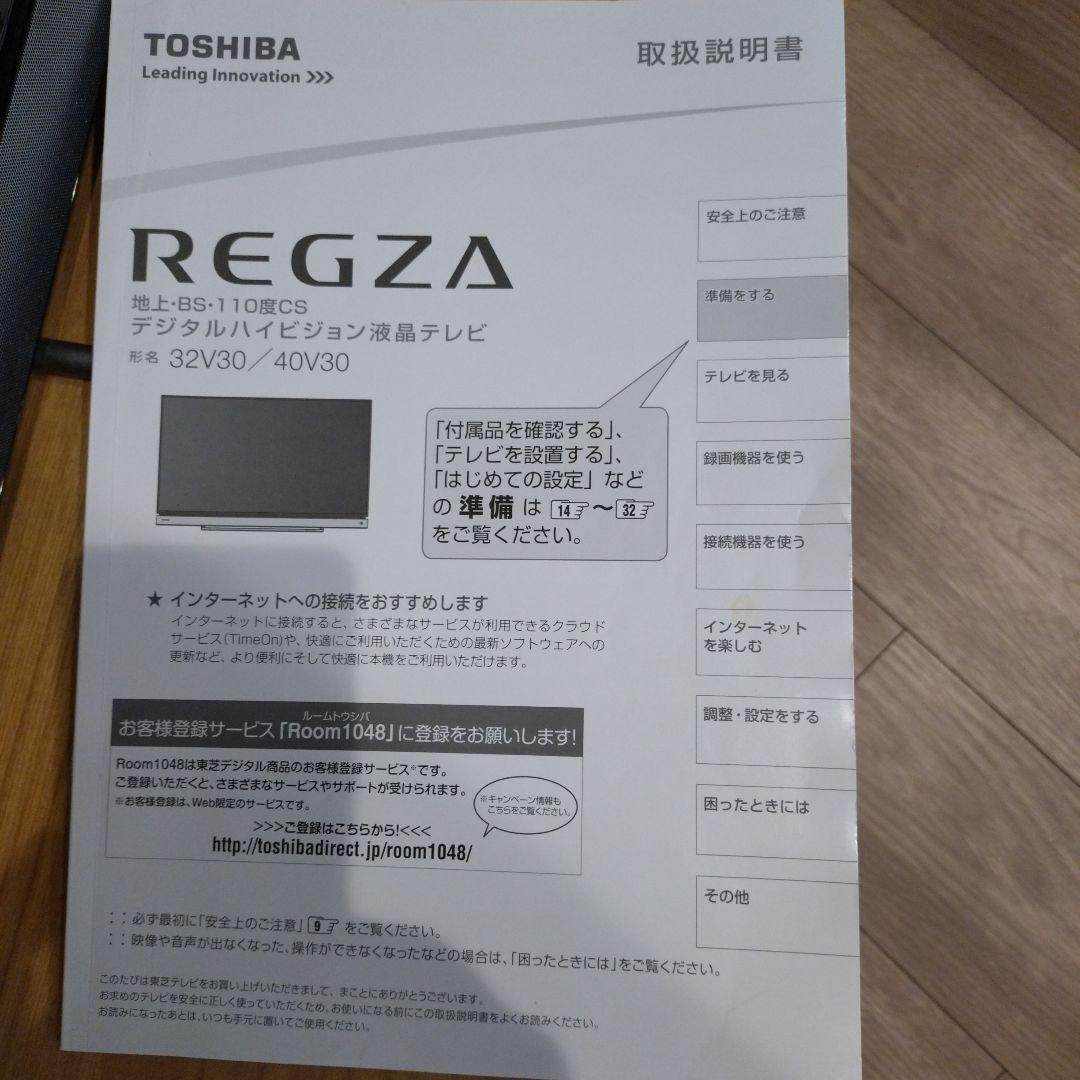 TOSHIBA
Leading Innovation >>>
取扱説明書
REGZA
地上・BS・110度CS
デジタルハイビジョン液晶テレビ
形名 32V30／40V30
「付属品を確認する」、
「テレビを設置する」、
「はじめての設定」など
の 準備 は 14 ～ 32
をご覧ください。
安全上のご注意
準備をする
テレビを見る
録画機器を使う
接続機器を使う
インターネット
を楽しむ
調整・設定をする
困ったときには
その他
★ インターネットへの接続をおすすめします
インターネットに接続すると、さまざまなサービスが利用できるクラウド
サービス(TimeOn)や、快適にご利用いただくための最新ソフトウェアへの
更新など、より便利にそして快適に本機をご利用いただけます。
ルームトウシバ
お客様登録サービス「Room1048」に登録をお願いします!
Room1048は東芝デジタル商品のお客様登録サービス※です。
ご登録いただくと、さまざまなサービスやサポートが受けられます。
※お客様登録は、Web限定のサービスです。
※キャンペーン情報も
こちらをご覧ください。
>>>ご登録はこちらから!<<<
http://toshibadirect.jp/room1048/
：：必ず最初に「安全上のご注意」 9 をご覧ください。
：：映像や音声が出なくなった、操作ができなくなったなどの場合は、「困ったときには」をご覧ください。
このたびは東芝テレビをお買い上げいただきまして、まことにありがとうございます。
お求めのテレビを安全に正しく使っていただくため、お使いになる前にこの取扱説明書をよくお読みください。
お読みになったあとは、いつも手元に置いてご使用ください。